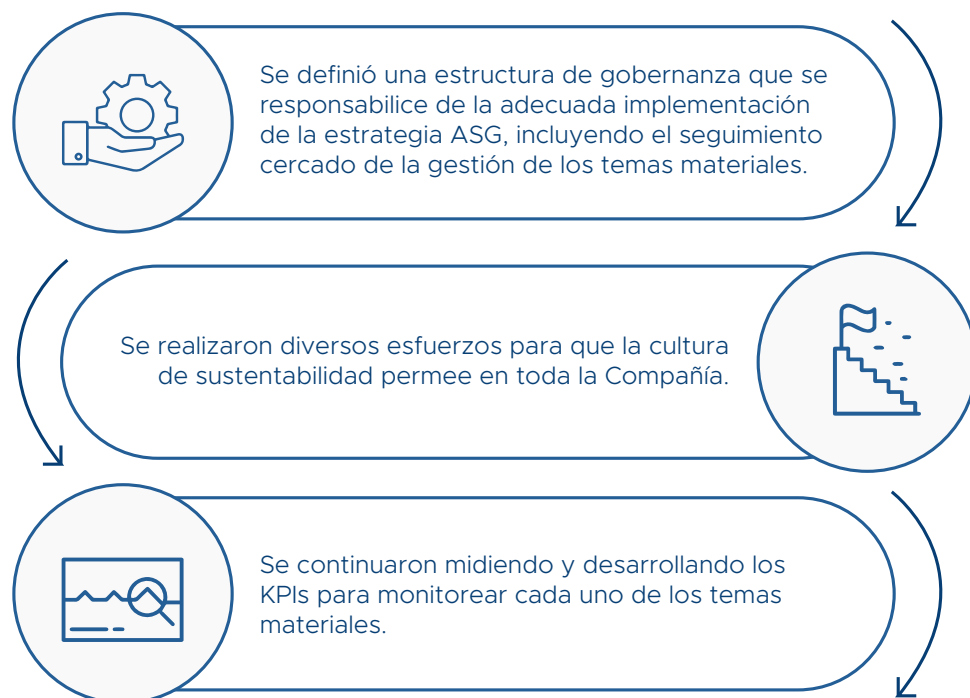 Se definió una estructura de gobernanza que se
responsabilice de la adecuada implementación
de la estrategia ASG, incluyendo el seguimiento
cercado de la gestión de los temas materiales.
Se realizaron diversos esfuerzos para que la cultura
de sustentabilidad permee en toda la Compañía.
Se continuaron midiendo y desarrollando los
KPIs para monitorear cada uno de los temas
materiales.